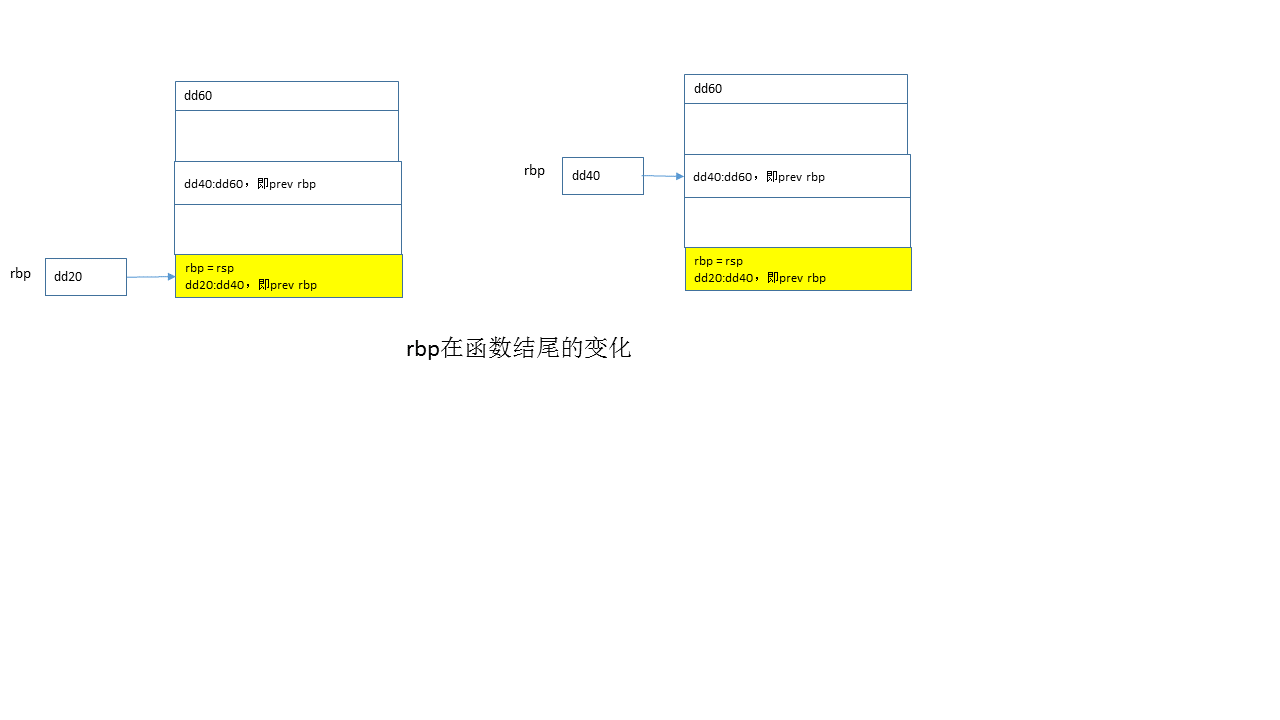 dd60
dd40:dd60，即prev rbp
rbp
dd20
rbp = rsp
dd20:dd40，即prev rbp
dd60
rbp
dd40
dd40:dd60，即prev rbp
rbp = rsp
dd20:dd40，即prev rbp
rbp在函数结尾的变化